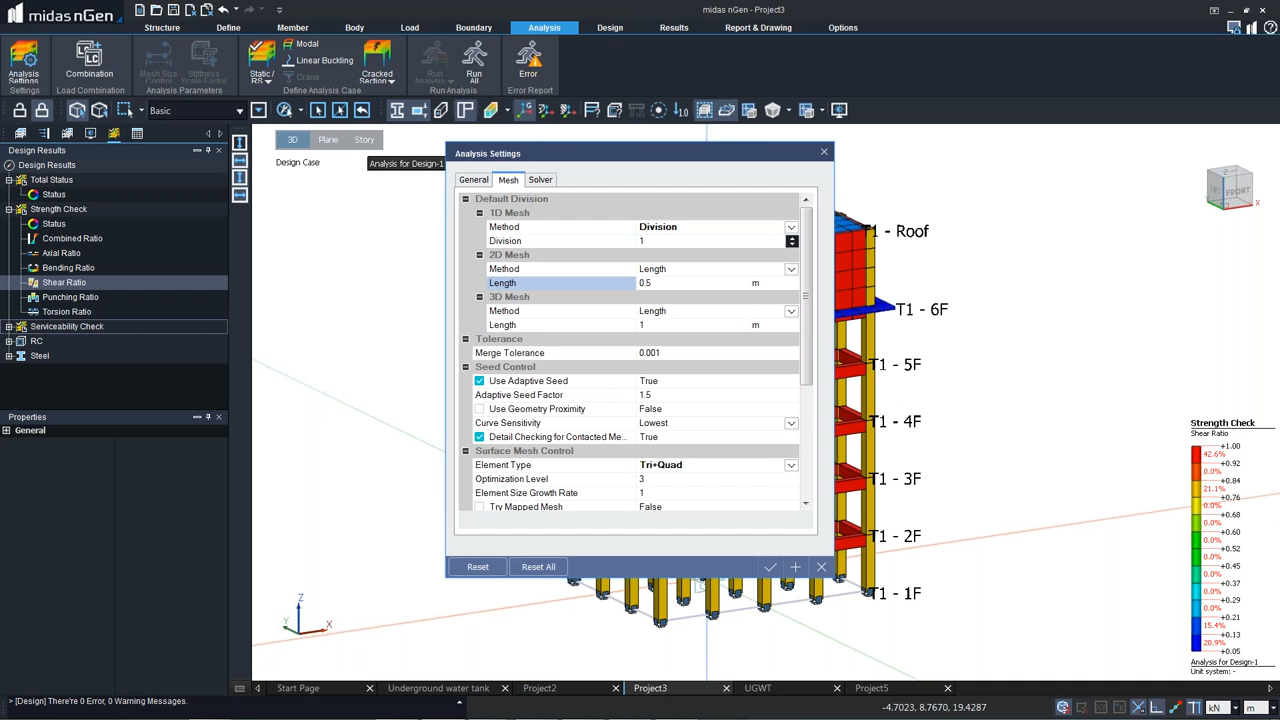 midas nGen
midas nGen - Project3
Structure Define Member Body Load Boundary Analysis Design Results Report & Drawing Options
Analysis Settings
Settings
Combination
Load Combination
Mesh Size Control
Stiffness Scale Factor
Analysis Parameters
Static / RS
Modal
Linear Buckling
Crane
Cracked Section
Define Analysis Case
Run Analysis
Run All
Run Analysis
Error
Error Report
Basic
Design Results
Design Results
Total Status
Status
Strength Check
Status
Combined Ratio
Axial Ratio
Bending Ratio
Shear Ratio
Punching Ratio
Torsion Ratio
Serviceability Check
RC
Steel
Properties
General
3D Plane Story
Design Case Analysis for Design-1
Analysis Settings
General Mesh Solver
Default Division
1D Mesh
Method Division
Division 1
2D Mesh
Method Length
Length 0.5 m
3D Mesh
Method Length
Length 1 m
Tolerance
Merge Tolerance 0.001
Seed Control
Use Adaptive Seed True
Adaptive Seed Factor 1.5
Use Geometry Proximity False
Curve Sensitivity Lowest
Detail Checking for Contacted Me... True
Surface Mesh Control
Element Type Tri+Quad
Optimization Level 3
Element Size Growth Rate 1
Try Mapped Mesh False
Reset Reset All
T1 - Roof
T1 - 6F
T1 - 5F
T1 - 4F
T1 - 3F
T1 - 2F
T1 - 1F
FRONT
X
Z
Y
X
Strength Check
Shear Ratio
+1.00
42.6%
+0.92
0.0%
+0.84
21.1%
+0.76
0.0%
+0.68
0.0%
+0.60
0.0%
+0.52
0.0%
+0.45
0.0%
+0.37
0.0%
+0.29
0.0%
+0.21
15.4%
+0.13
20.9%
+0.05
Analysis for Design-1
Unit system: -
Start Page Underground water tank Project2 Project3 UGWT Project5
> [Design] There're 0 Error, 0 Warning Messages.
-4.7023, 8.7670, 19.4287
kN m